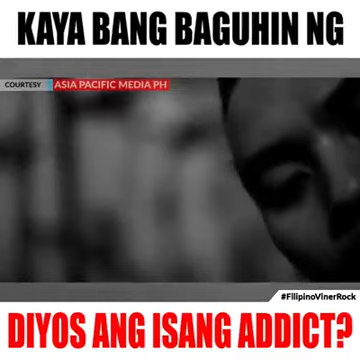 KAYA BANG BAGUHIN NG
COURTESY
ASIA PACIFIC MEDIA PH
#FilipinoVinerRock
DIYOS ANG ISANG ADDICT?